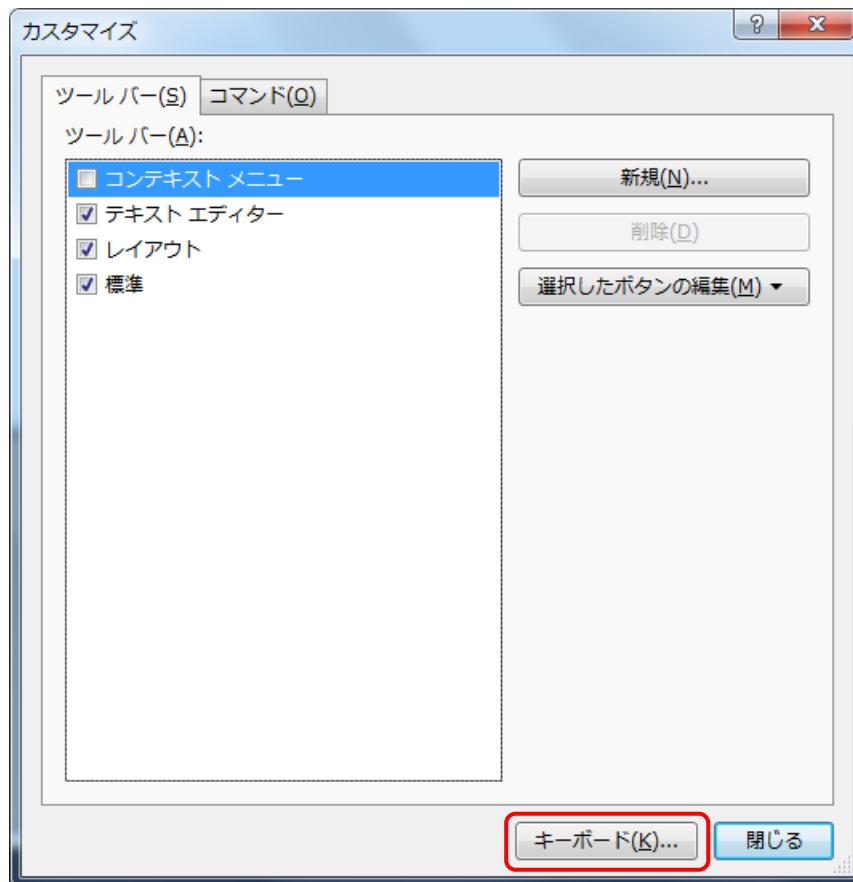 カスタマイズ
ツール バー(S) コマンド(O)
ツール バー(A):
コンテキスト メニュー
テキスト エディター
レイアウト
標準
新規(N)...
削除(D)
選択したボタンの編集(M)
キーボード(K)... 閉じる